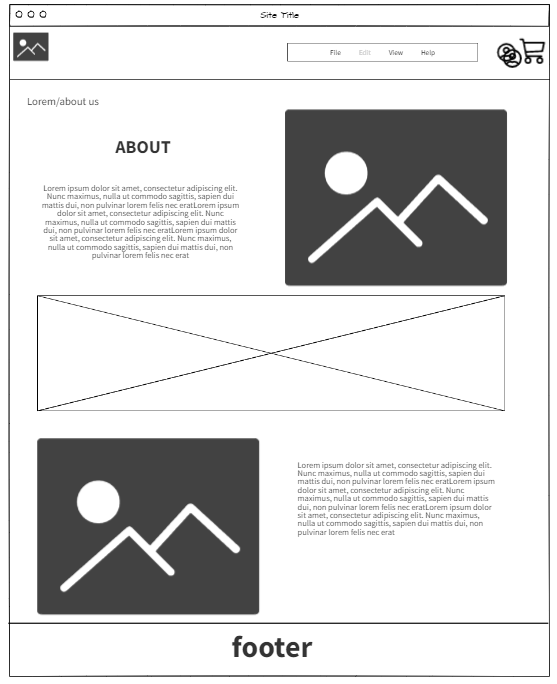 Site Title
File Edit View Help
Lorem/about us
ABOUT
Lorem ipsum dolor sit amet, consectetur adipiscing elit.
Nunc maximus, nulla ut commodo sagittis, sapien dui
mattis dui, non pulvinar lorem felis nec eratLorem ipsum
dolor sit amet, consectetur adipiscing elit. Nunc
maximus, nulla ut commodo sagittis, sapien dui mattis
dui, non pulvinar lorem felis nec eratLorem ipsum dolor
sit amet, consectetur adipiscing elit. Nunc maximus,
nulla ut commodo sagittis, sapien dui mattis dui, non
pulvinar lorem felis nec erat
Lorem ipsum dolor sit amet, consectetur adipiscing elit.
Nunc maximus, nulla ut commodo sagittis, sapien dui
mattis dui, non pulvinar lorem felis nec eratLorem ipsum
dolor sit amet, consectetur adipiscing elit. Nunc
maximus, nulla ut commodo sagittis, sapien dui mattis
dui, non pulvinar lorem felis nec eratLorem ipsum dolor
sit amet, consectetur adipiscing elit. Nunc maximus,
nulla ut commodo sagittis, sapien dui mattis dui, non
pulvinar lorem felis nec erat
footer